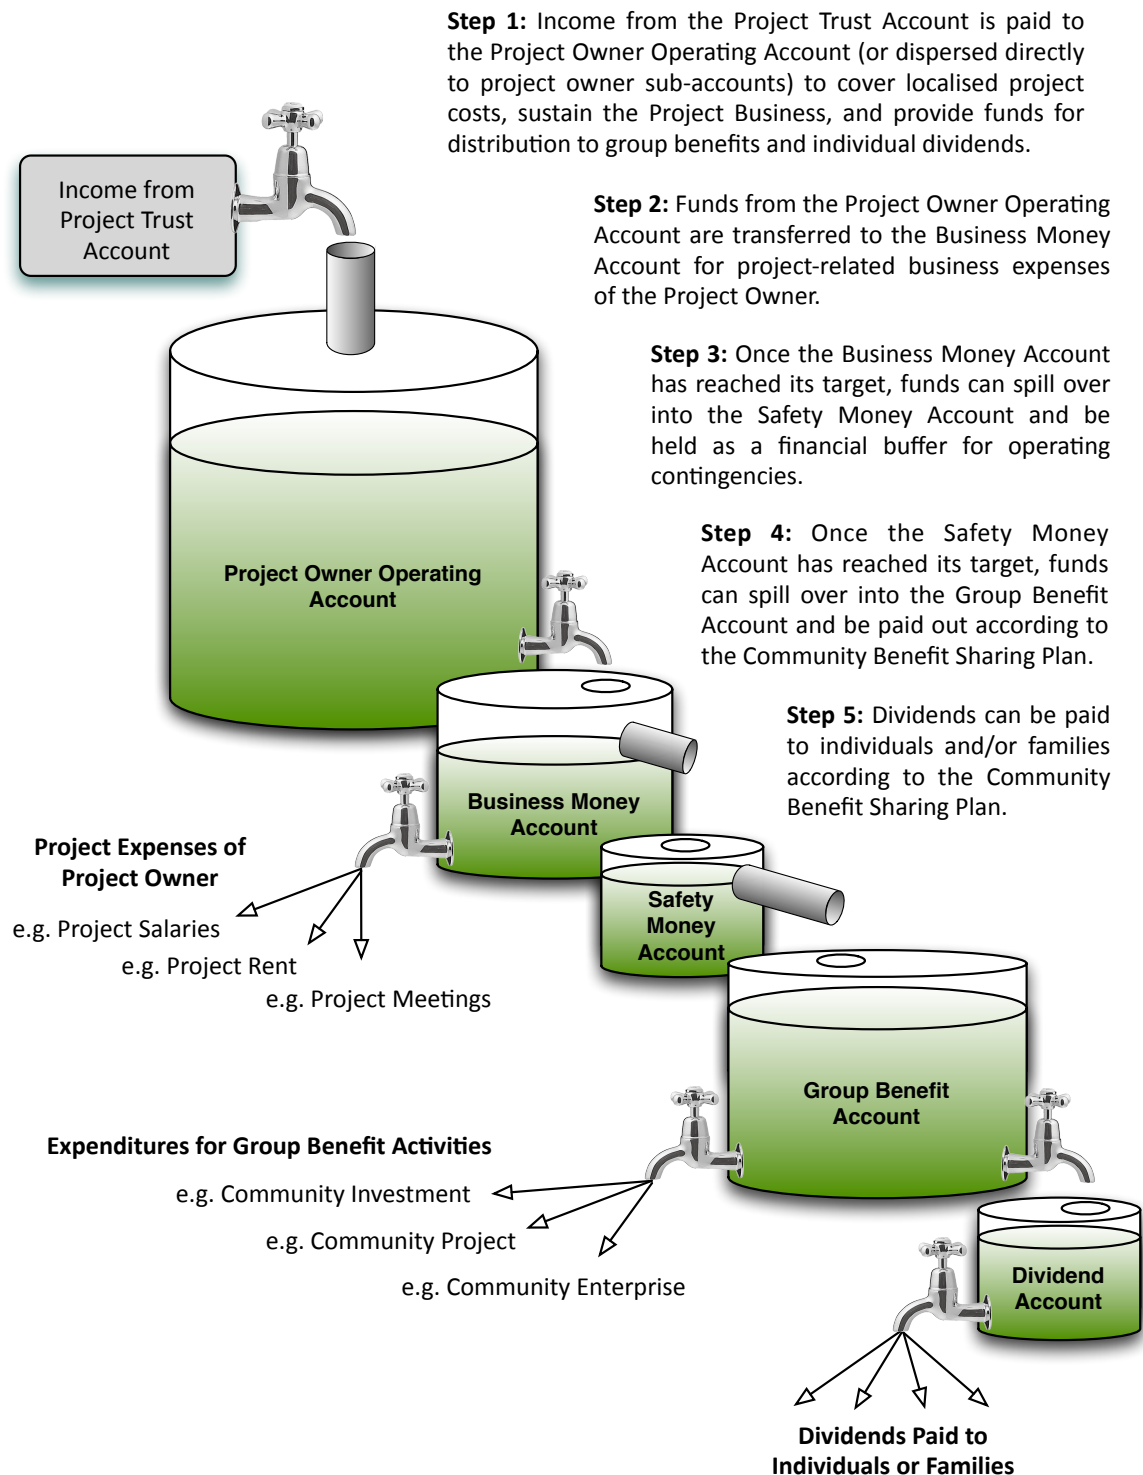 Step 1: Income from the Project Trust Account is paid to
the Project Owner Operating Account (or dispersed directly
to project owner sub-accounts) to cover localised project
costs, sustain the Project Business, and provide funds for
distribution to group benefits and individual dividends.
Income from
Project Trust
Account
Step 2: Funds from the Project Owner Operating
Account are transferred to the Business Money
Account for project-related business expenses
of the Project Owner.
Step 3: Once the Business Money Account
has reached its target, funds can spill over
into the Safety Money Account and be
held as a financial buffer for operating
contingencies.
Step 4: Once the Safety Money
Account has reached its target, funds
can spill over into the Group Benefit
Account and be paid out according to
the Community Benefit Sharing Plan.
Project Owner Operating
Account
Step 5: Dividends can be paid
to individuals and/or families
according to the Community
Benefit Sharing Plan.
Business Money
Account
Project Expenses of
Project Owner
e.g. Project Salaries
e.g. Project Rent
e.g. Project Meetings
Safety
Money
Account
Group Benefit
Account
Expenditures for Group Benefit Activities
e.g. Community Investment
e.g. Community Project
e.g. Community Enterprise
Dividend
Account
Dividends Paid to
Individuals or Families